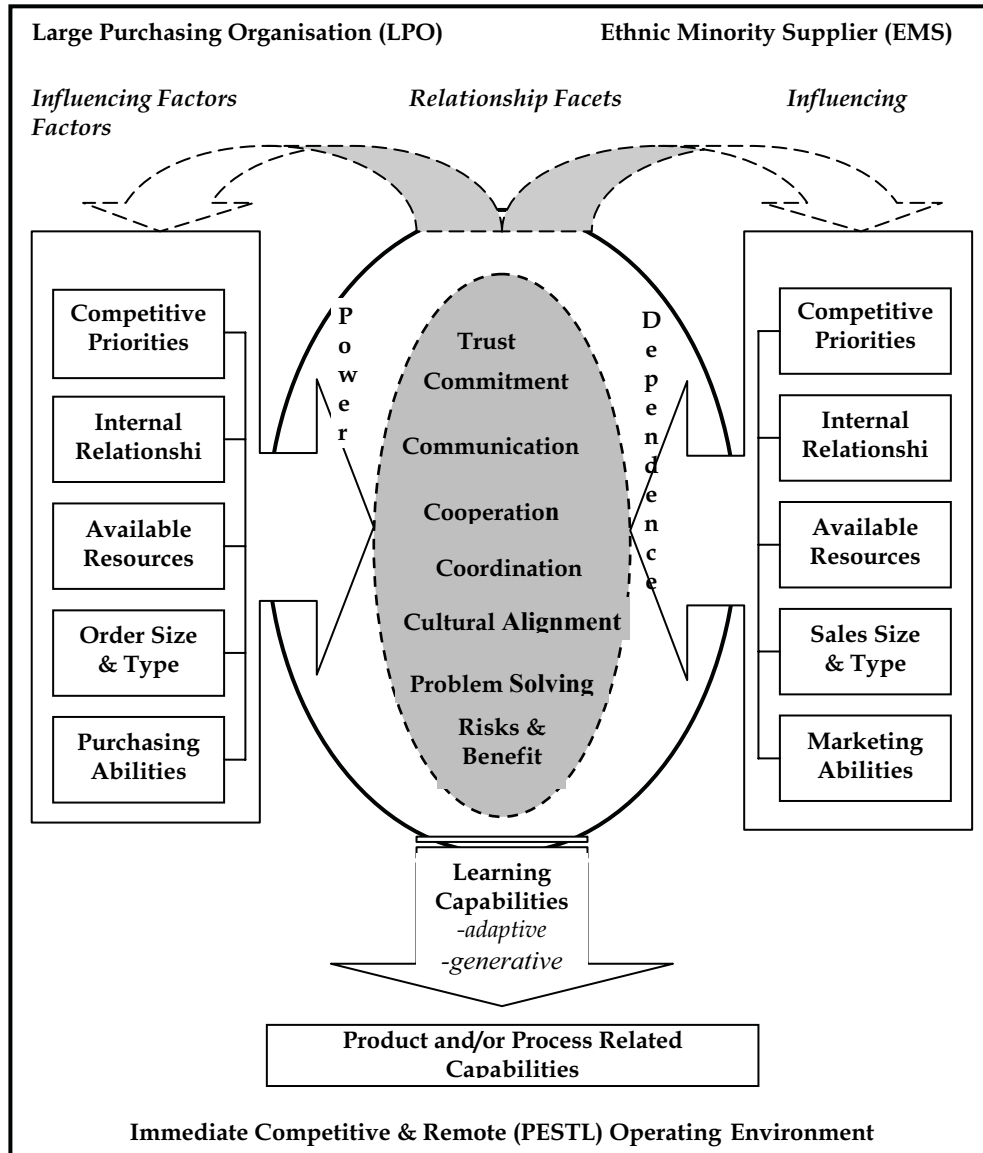 Large Purchasing Organisation (LPO)
Ethnic Minority Supplier (EMS)
Influencing Factors
Factors
Relationship Facets
Influencing
Competitive
Priorities
Internal
Relationshi
Available
Resources
Order Size
& Type
Purchasing
Abilities
Power
Trust
Commitment
Communication
Cooperation
Coordination
Cultural Alignment
Problem Solving
Risks &
Benefit
Dependence
Competitive
Priorities
Internal
Relationshi
Available
Resources
Sales Size
& Type
Marketing
Abilities
Learning
Capabilities
-adaptive
-generative
Product and/or Process Related
Capabilities
Immediate Competitive & Remote (PESTL) Operating Environment